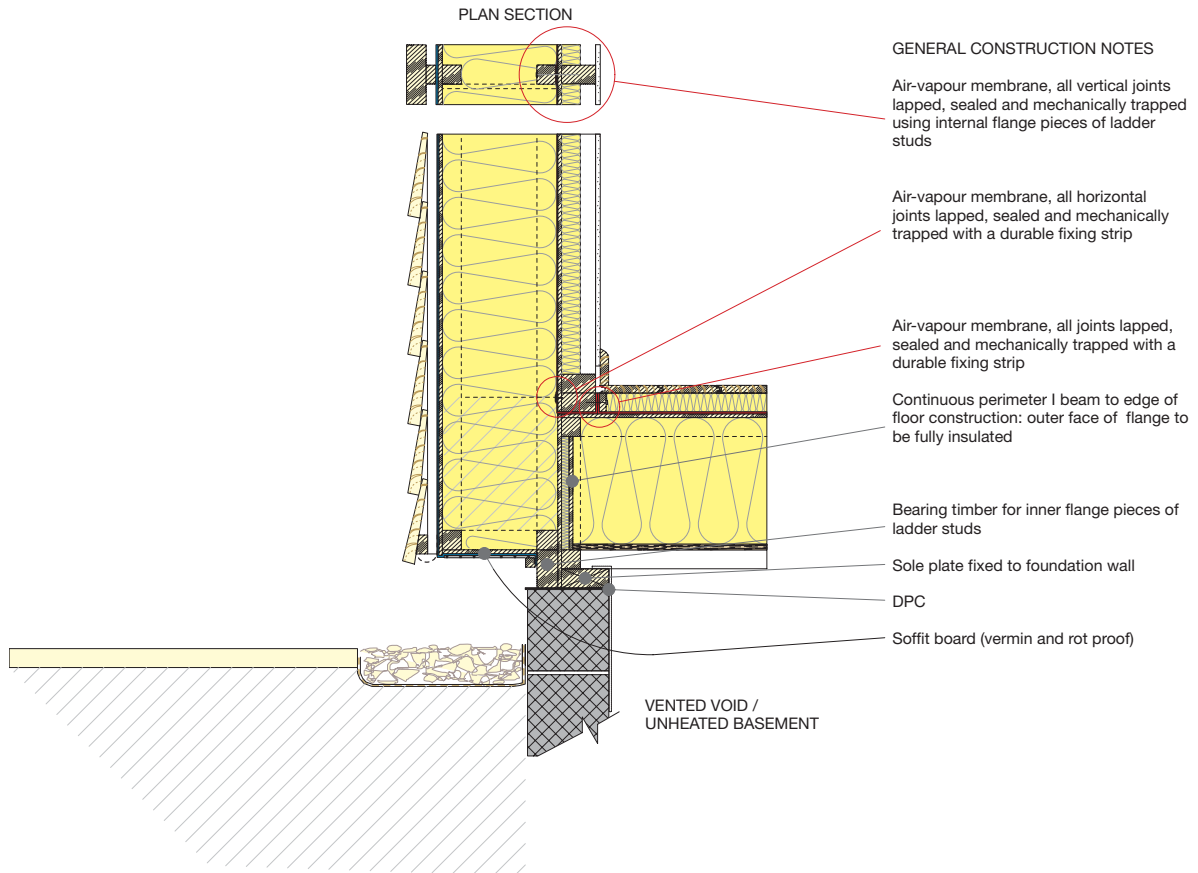 PLAN SECTION
GENERAL CONSTRUCTION NOTES
Air-vapour membrane, all vertical joints
lapped, sealed and mechanically trapped
using internal flange pieces of ladder
studs
Air-vapour membrane, all horizontal
joints lapped, sealed and mechanically
trapped with a durable fixing strip
Air-vapour membrane, all joints lapped,
sealed and mechanically trapped with a
durable fixing strip
Continuous perimeter I beam to edge of
floor construction: outer face of flange to
be fully insulated
Bearing timber for inner flange pieces of
ladder studs
Sole plate fixed to foundation wall
DPC
Soffit board (vermin and rot proof)
VENTED VOID /
UNHEATED BASEMENT